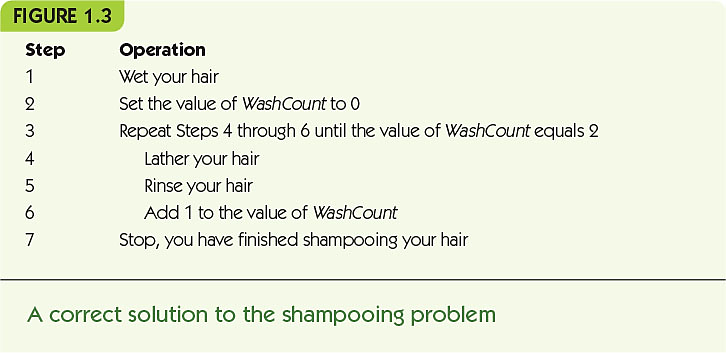 FIGURE 1.3
Step Operation
1 Wet your hair
2 Set the value of WashCount to 0
3 Repeat Steps 4 through 6 until the value of WashCount equals 2
4 Lather your hair
5 Rinse your hair
6 Add 1 to the value of WashCount
7 Stop, you have finished shampooing your hair
A correct solution to the shampooing problem